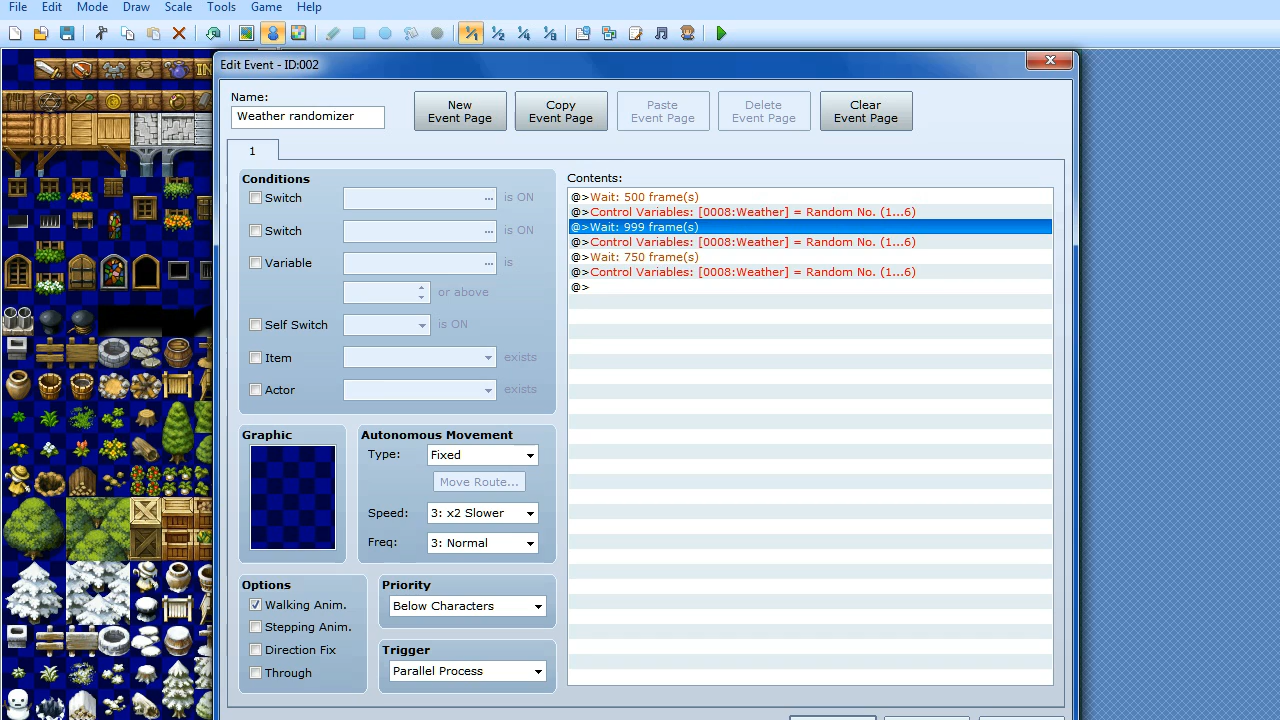 File Edit Mode Draw Scale Tools Game Help
Edit Event - ID:002
Name:
Weather randomizer
New Event Page
Copy Event Page
Paste Event Page
Delete Event Page
Clear Event Page
1
Conditions
Switch ... is ON
Switch ... is ON
Variable ... is
or above
Self Switch is ON
Item exists
Actor exists
Graphic
Autonomous Movement
Type: Fixed
Move Route...
Speed: 3: x2 Slower
Freq: 3: Normal
Options
Walking Anim.
Stepping Anim.
Direction Fix
Through
Priority
Below Characters
Trigger
Parallel Process
Contents:
@>Wait: 500 frame(s)
@>Control Variables: [0008:Weather] = Random No. (1...6)
@>Wait: 999 frame(s)
@>Control Variables: [0008:Weather] = Random No. (1...6)
@>Wait: 750 frame(s)
@>Control Variables: [0008:Weather] = Random No. (1...6)
@>